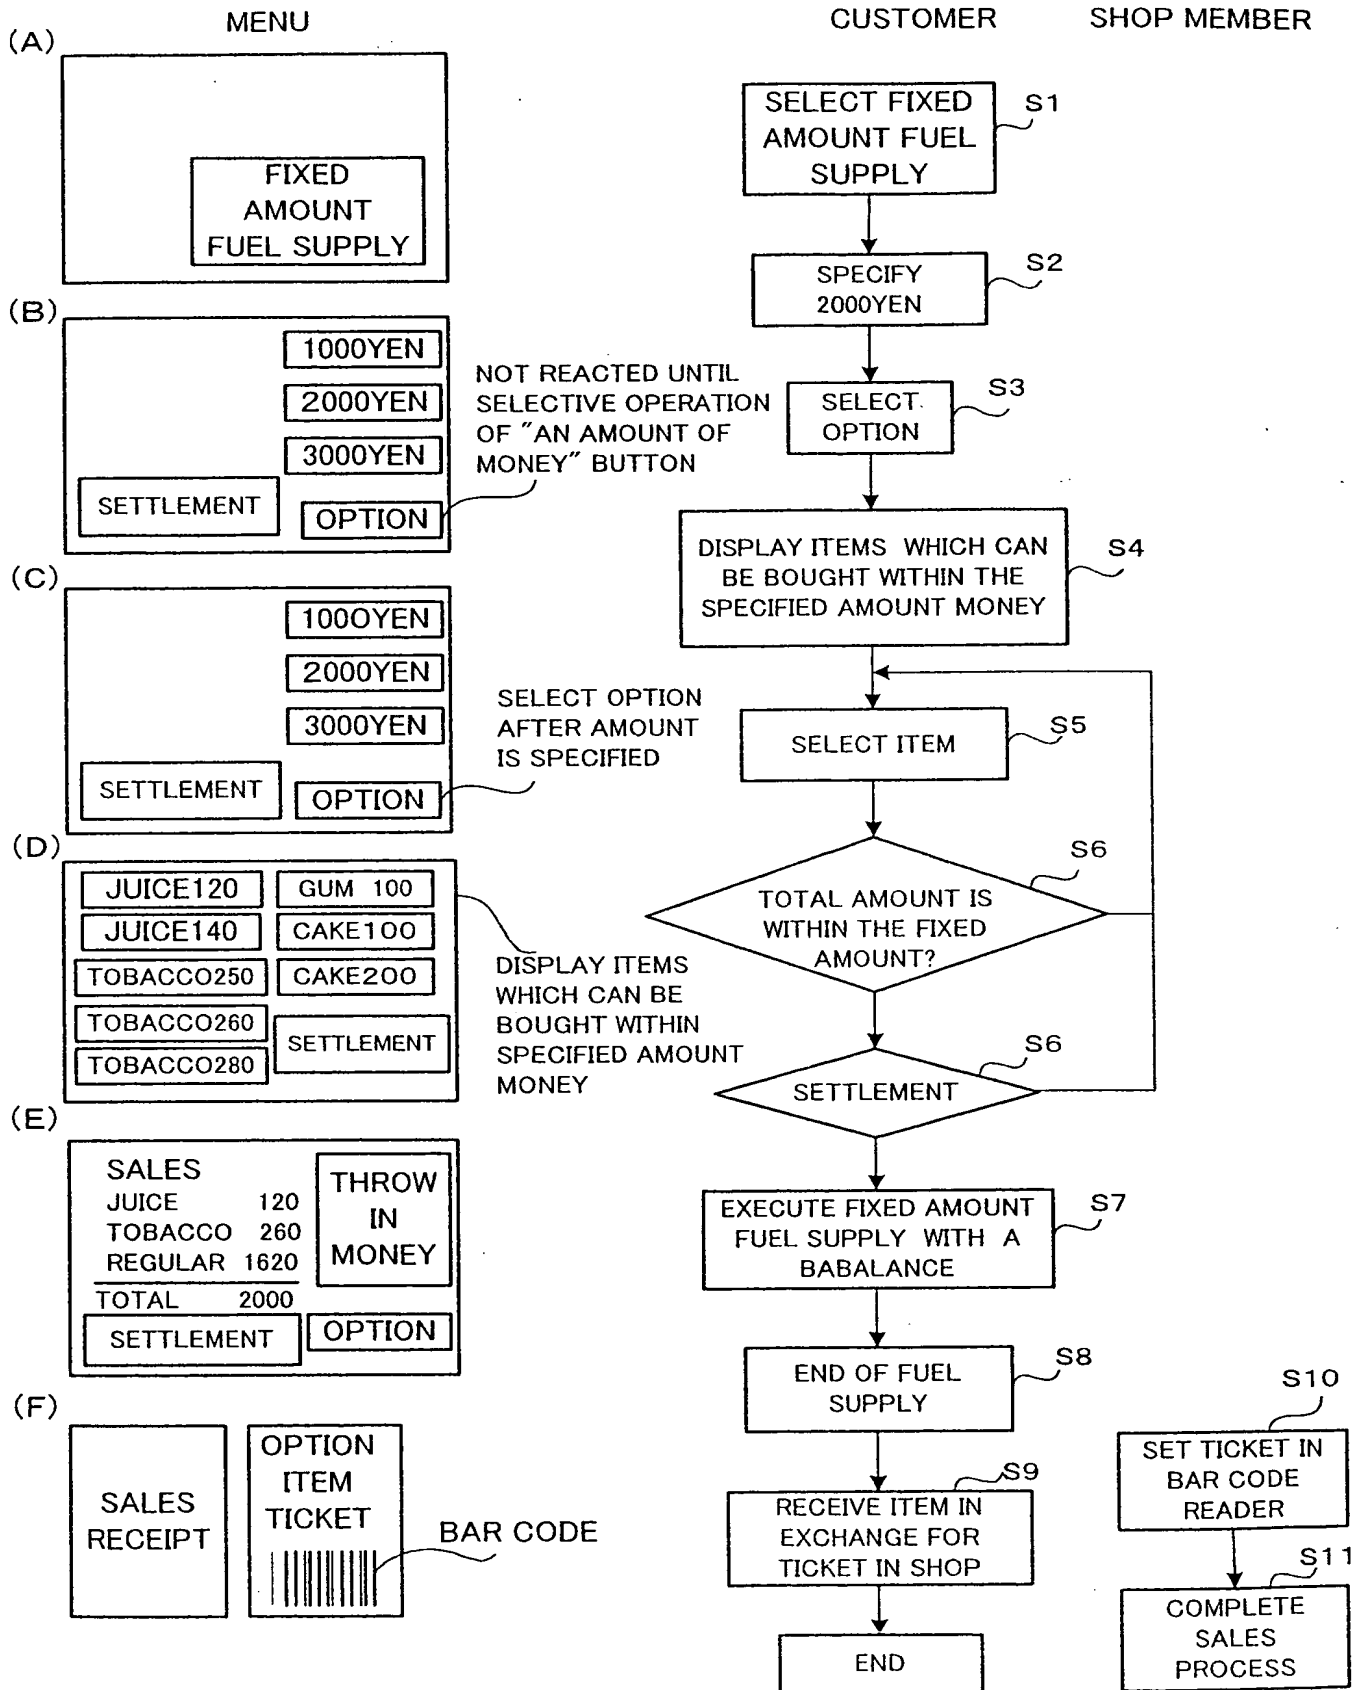 MENU
CUSTOMER
SHOP MEMBER
(A)
FIXED
AMOUNT
FUEL SUPPLY
(B)
1000YEN
2000YEN
3000YEN
SETTLEMENT
OPTION
NOT REACTED UNTIL
SELECTIVE OPERATION
OF "AN AMOUNT OF
MONEY" BUTTON
(C)
1000YEN
2000YEN
3000YEN
SETTLEMENT
OPTION
SELECT OPTION
AFTER AMOUNT
IS SPECIFIED
(D)
JUICE120
GUM 100
JUICE140
CAKE100
TOBACCO250
CAKE200
TOBACCO260
SETTLEMENT
TOBACCO280
DISPLAY ITEMS
WHICH CAN BE
BOUGHT WITHIN
SPECIFIED AMOUNT
MONEY
(E)
SALES
JUICE 120
TOBACCO 260
REGULAR 1620
TOTAL 2000
THROW
IN
MONEY
SETTLEMENT
OPTION
(F)
SALES
RECEIPT
OPTION
ITEM
TICKET
BAR CODE
SELECT FIXED
AMOUNT FUEL
SUPPLY
S1
SPECIFY
2000YEN
S2
SELECT
OPTION
S3
DISPLAY ITEMS WHICH CAN
BE BOUGHT WITHIN THE
SPECIFIED AMOUNT MONEY
S4
SELECT ITEM
S5
TOTAL AMOUNT IS
WITHIN THE FIXED
AMOUNT?
S6
SETTLEMENT
S6
EXECUTE FIXED AMOUNT
FUEL SUPPLY WITH A
BABALANCE
S7
END OF FUEL
SUPPLY
S8
RECEIVE ITEM IN
EXCHANGE FOR
TICKET IN SHOP
S9
END
SET TICKET IN
BAR CODE
READER
S10
COMPLETE
SALES
PROCESS
S11